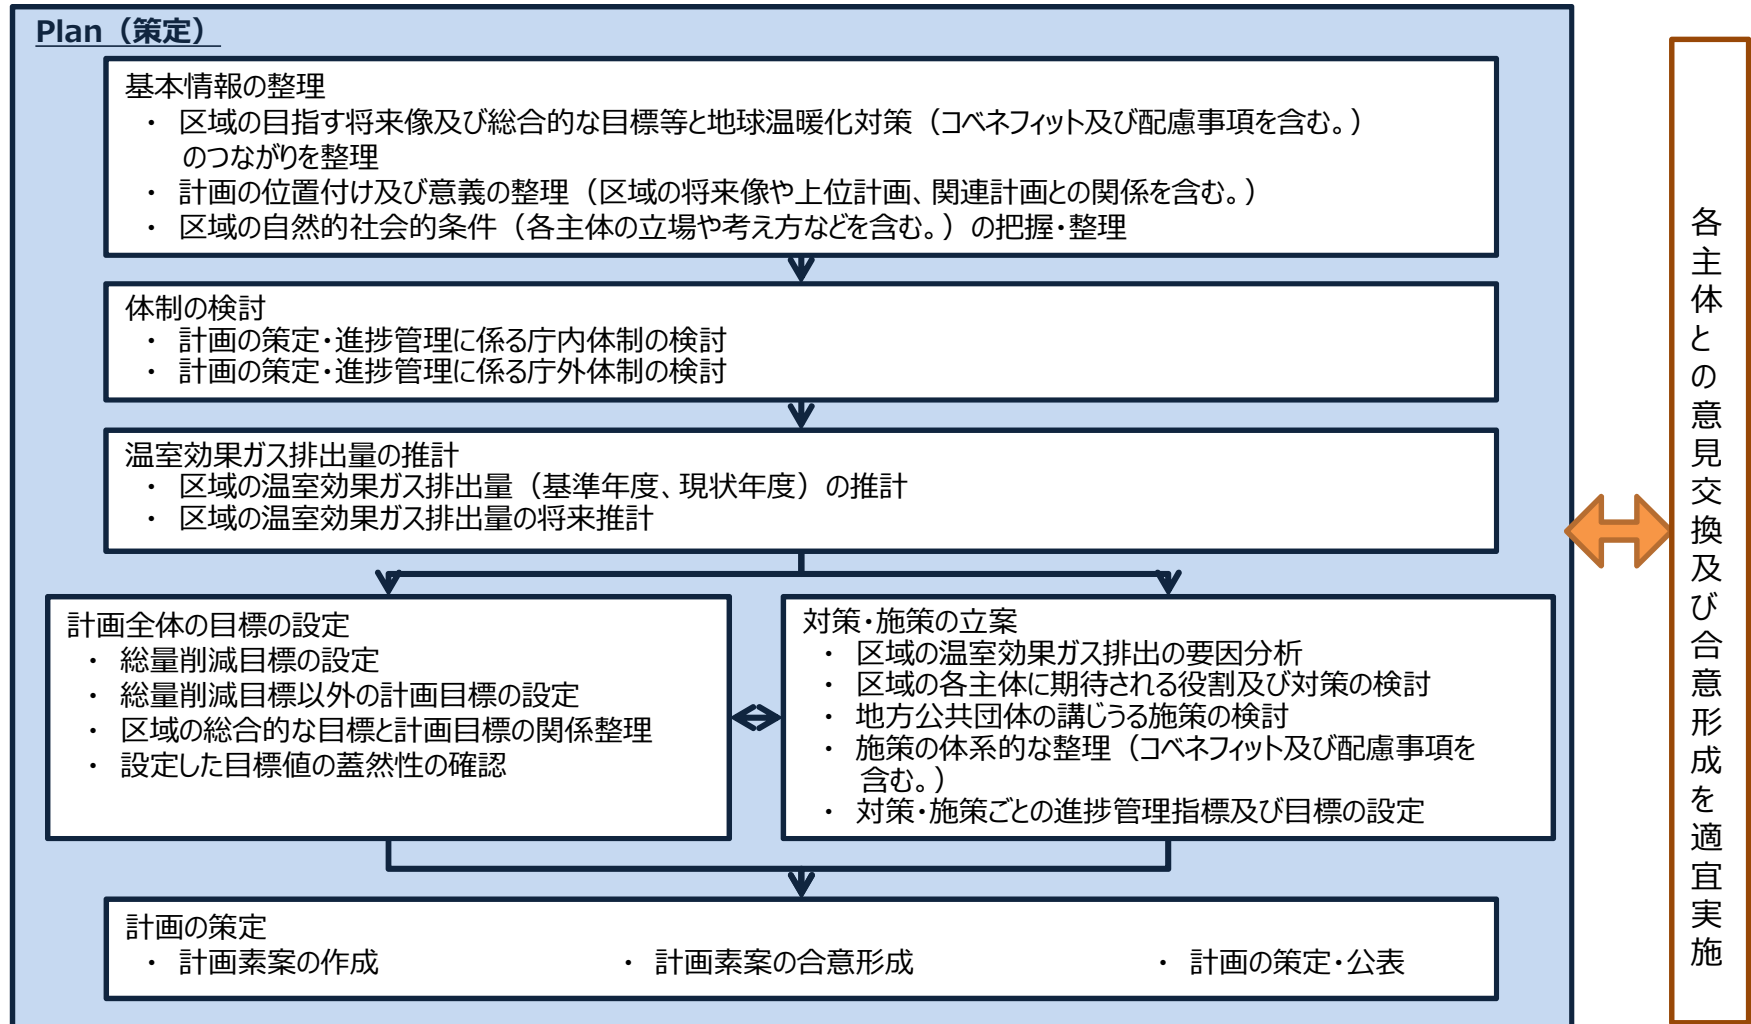 Plan（策定）
基本情報の整理
・ 区域の目指す将来像及び総合的な目標等と地球温暖化対策（コベネフィット及び配慮事項を含む。）
のつながりを整理
・ 計画の位置付け及び意義の整理（区域の将来像や上位計画、関連計画との関係を含む。）
・ 区域の自然的社会的条件（各主体の立場や考え方などを含む。）の把握・整理
体制の検討
・ 計画の策定・進捗管理に係る庁内体制の検討
・ 計画の策定・進捗管理に係る庁外体制の検討
温室効果ガス排出量の推計
・ 区域の温室効果ガス排出量（基準年度、現状年度）の推計
・ 区域の温室効果ガス排出量の将来推計
計画全体の目標の設定
・ 総量削減目標の設定
・ 総量削減目標以外の計画目標の設定
・ 区域の総合的な目標と計画目標の関係整理
・ 設定した目標値の蓋然性の確認
対策・施策の立案
・ 区域の温室効果ガス排出の要因分析
・ 区域の各主体に期待される役割及び対策の検討
・ 地方公共団体の講じうる施策の検討
・ 施策の体系的な整理（コベネフィット及び配慮事項を
含む。）
・ 対策・施策ごとの進捗管理指標及び目標の設定
計画の策定
・ 計画素案の作成 ・ 計画素案の合意形成 ・ 計画の策定・公表
各主体との意見交換及び合意形成を適宜実施